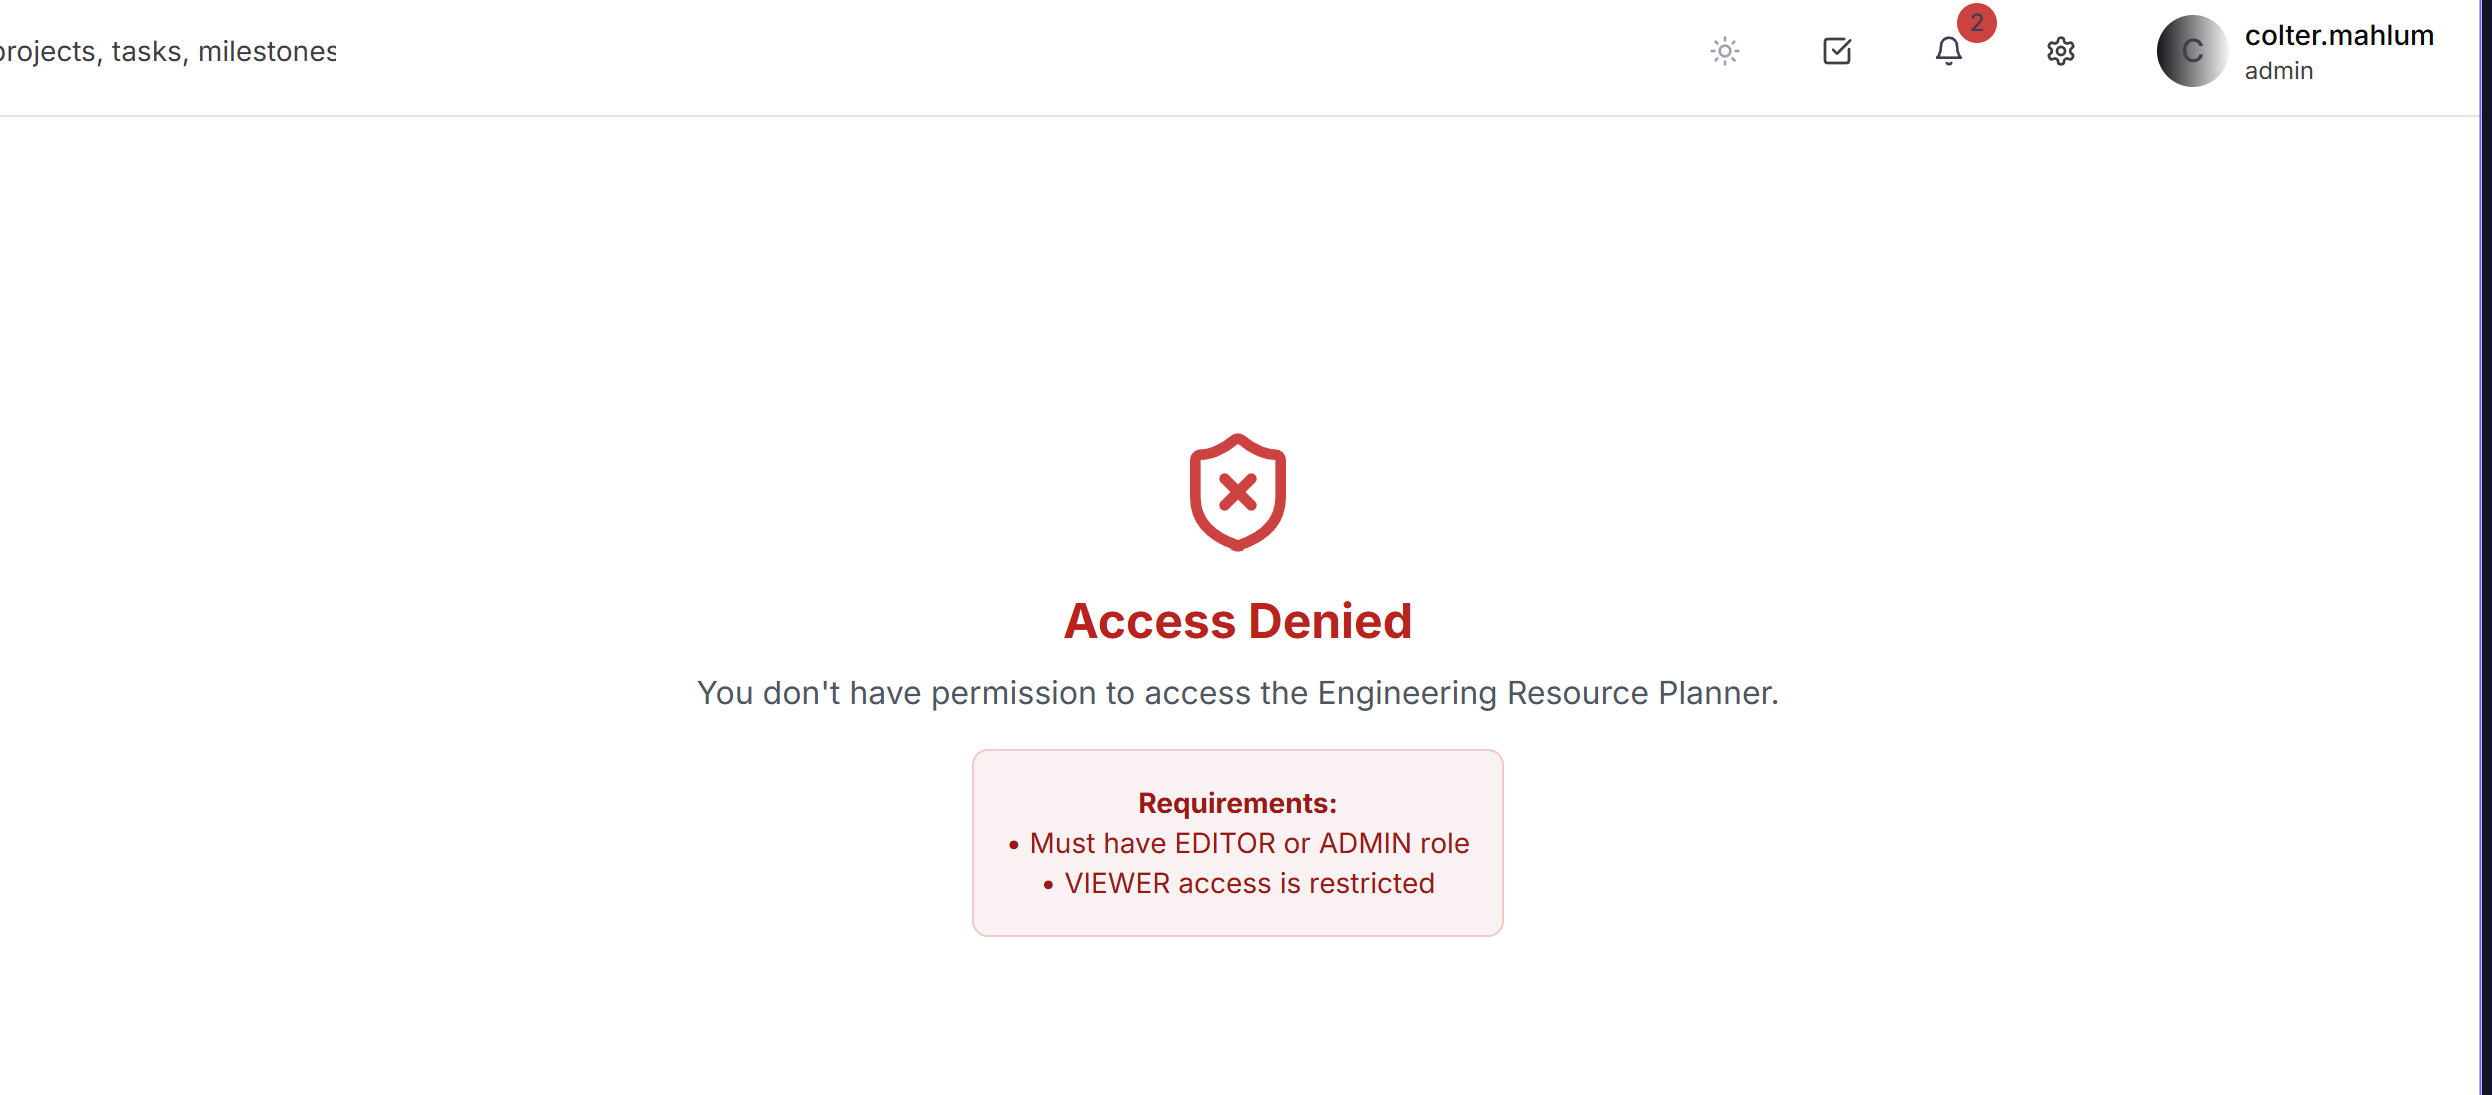 projects, tasks, milestones
2
C
colter.mahlum
admin
Access Denied
You don't have permission to access the Engineering Resource Planner.
Requirements:
• Must have EDITOR or ADMIN role
• VIEWER access is restricted